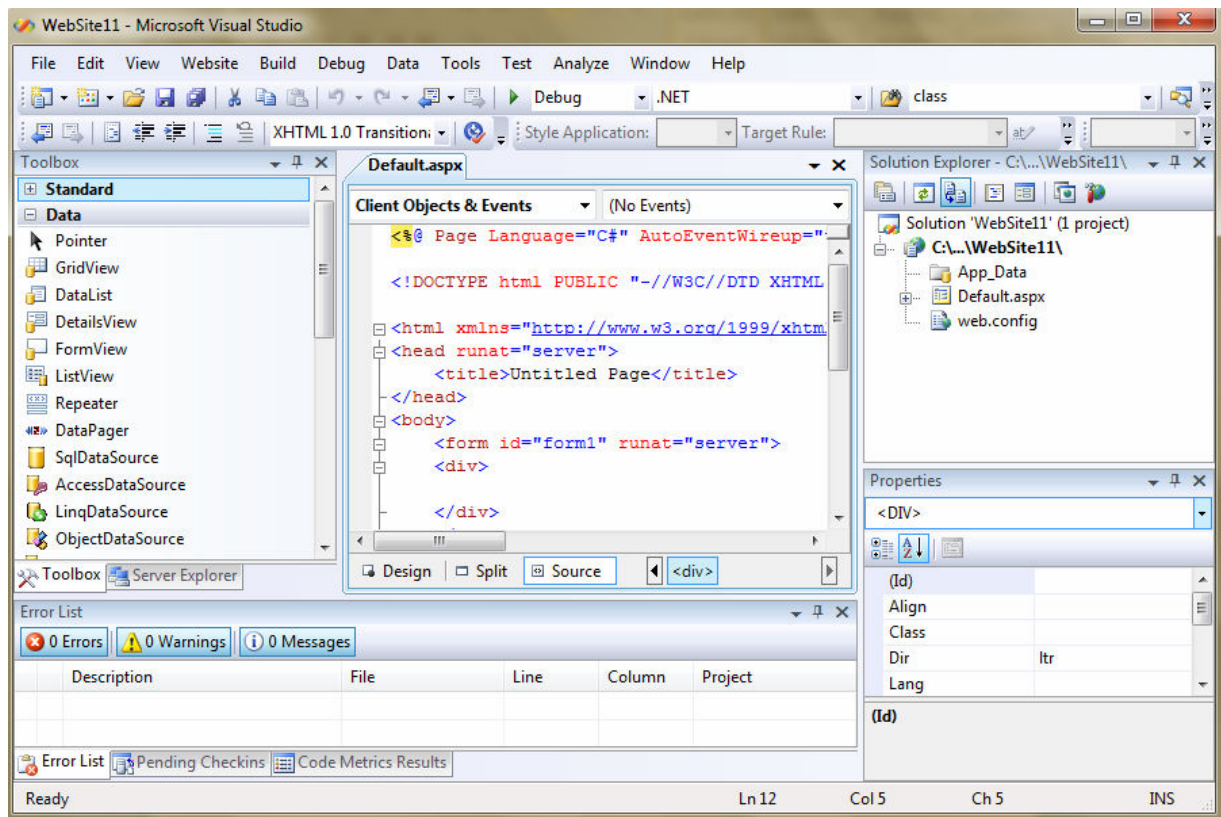 WebSite11 - Microsoft Visual Studio
File Edit View Website Build Debug Data Tools Test Analyze Window Help
Debug .NET class
XHTML 1.0 Transition: Style Application: Target Rule:
Toolbox
Standard
Data
Pointer
GridView
DataList
DetailsView
FormView
ListView
Repeater
DataPager
SqlDataSource
AccessDataSource
LinqDataSource
ObjectDataSource
Toolbox Server Explorer
Default.aspx
Client Objects & Events (No Events)
<%@ Page Language="C#" AutoEventWireup="
<!DOCTYPE html PUBLIC "-//W3C//DTD XHTML
<html xmlns="http://www.w3.org/1999/xhtm
<head runat="server">
<title>Untitled Page</title>
</head>
<body>
<form id="form1" runat="server">
<div>
</div>
Design Split Source <div>
Solution Explorer - C:\...\WebSite11\
Solution 'WebSite11' (1 project)
C:\...\WebSite11\
App_Data
Default.aspx
web.config
Properties
<DIV>
(Id)
Align
Class
Dir ltr
Lang
(Id)
Error List
0 Errors 0 Warnings 0 Messages
Description File Line Column Project
Error List Pending Checkins Code Metrics Results
Ready Ln 12 Col 5 Ch 5 INS